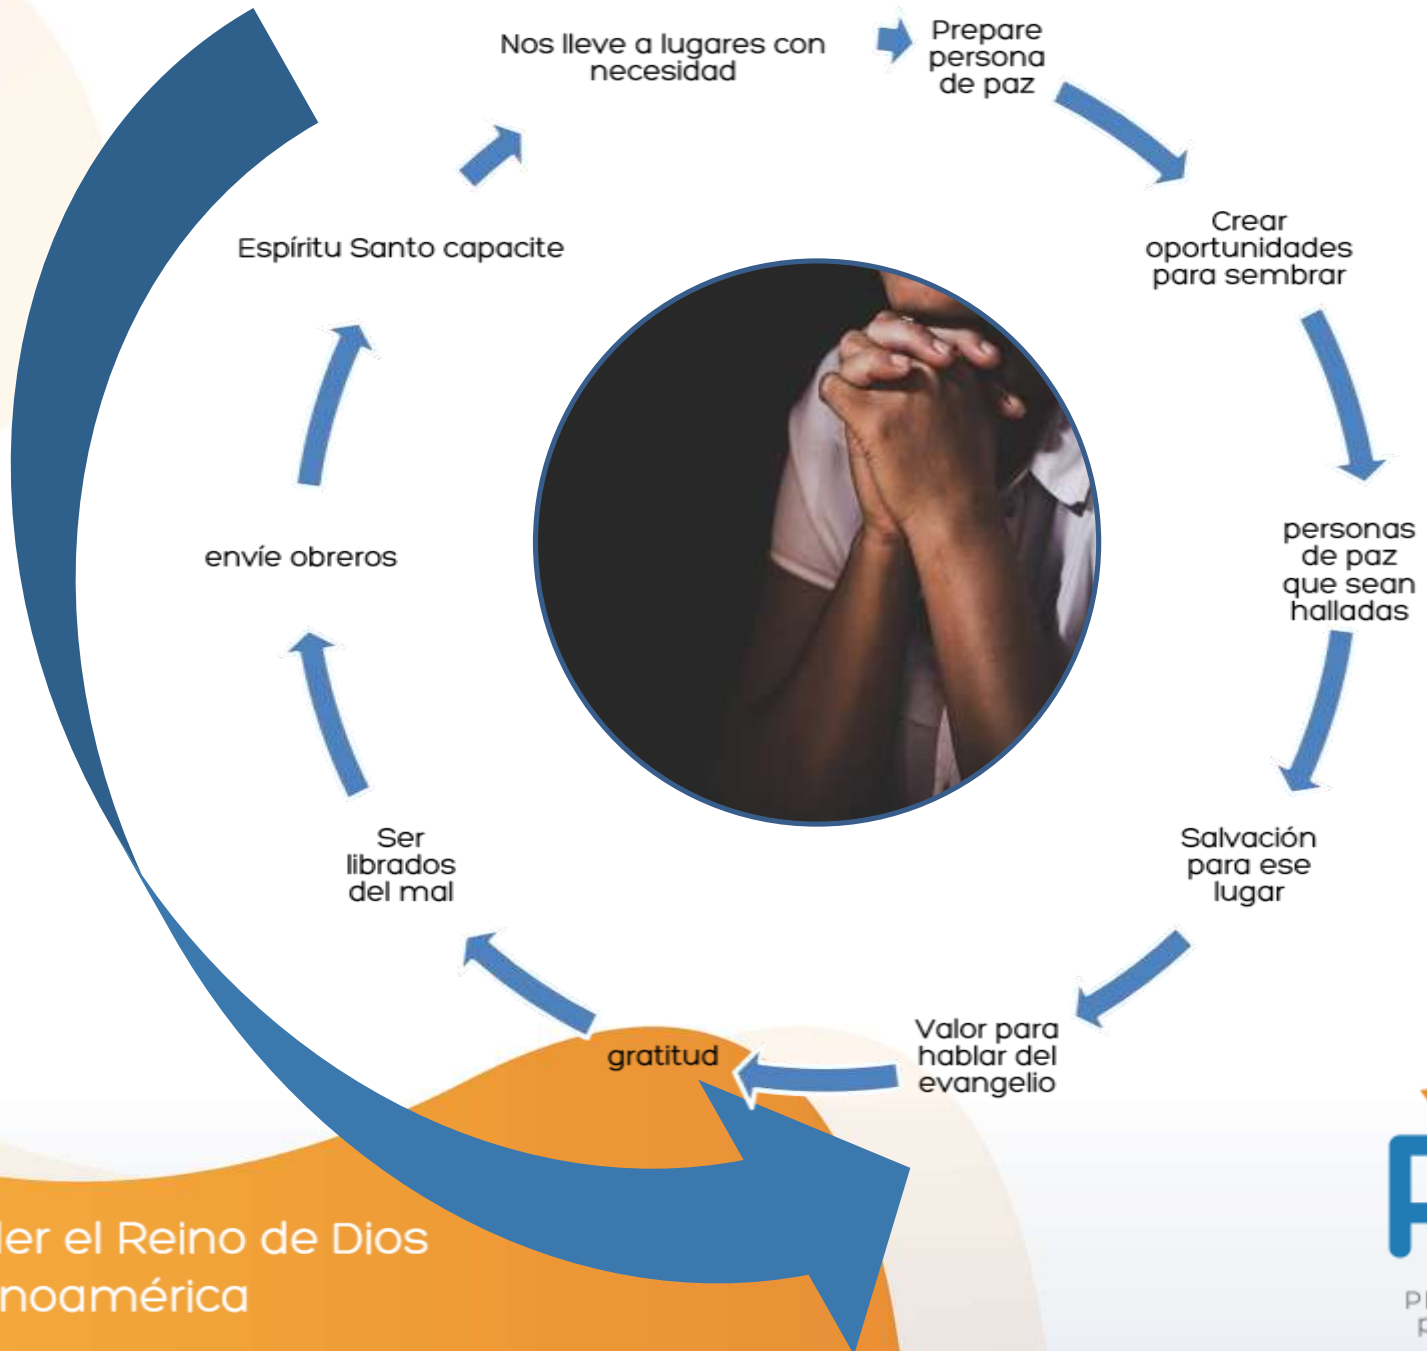 Nos lleve a lugares con
necesidad
Prepare
persona
de paz
Crear
oportunidades
para sembrar
personas
de paz
que sean
halladas
Salvación
para ese
lugar
Valor para
hablar del
evangelio
gratitud
Ser
librados
del mal
envíe obreros
Espíritu Santo capacite
el Reino de Dios